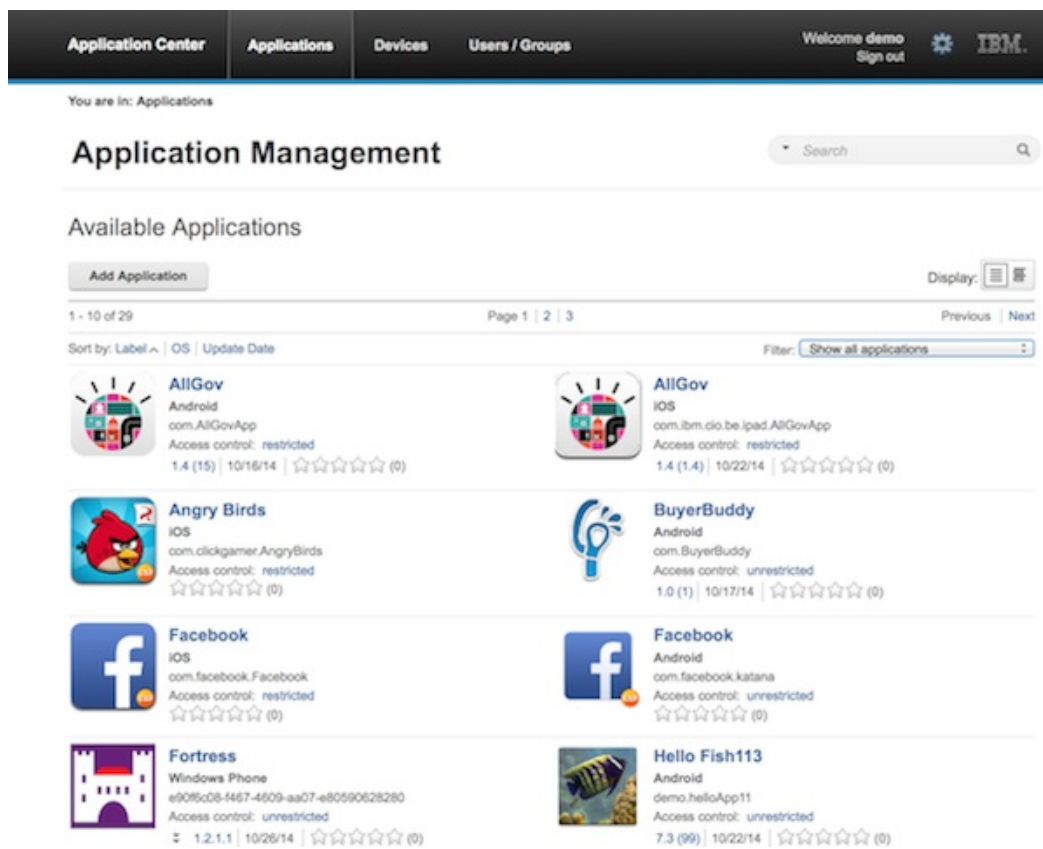 Application Center Applications Devices Users / Groups Welcome demo IBM.
Sign out
You are in: Applications
Application Management Search
Available Applications
Add Application Display:
1 - 10 of 29 Page 1 | 2 | 3 Previous | Next
Sort by: Label | OS | Update Date Filter: Show all applications
AllGov
Android
com.AllGovApp
Access control: restricted
1.4 (15) | 10/16/14 | (0)
AllGov
iOS
com.ibm.cio.be.ipad.AllGovApp
Access control: restricted
1.4 (1.4) | 10/22/14 | (0)
Angry Birds
iOS
com.clickgamer.AngryBirds
Access control: restricted
(0)
BuyerBuddy
Android
com.BuyerBuddy
Access control: unrestricted
1.0 (1) | 10/17/14 | (0)
Facebook
iOS
com.facebook.Facebook
Access control: restricted
(0)
Facebook
Android
com.facebook.katana
Access control: unrestricted
(0)
Fortress
Windows Phone
e90f6c08-f467-4609-aa07-e80590628280
Access control: unrestricted
1.2.1.1 | 10/26/14 | (0)
Hello Fish113
Android
demo.helloApp11
Access control: unrestricted
7.3 (99) | 10/22/14 | (0)